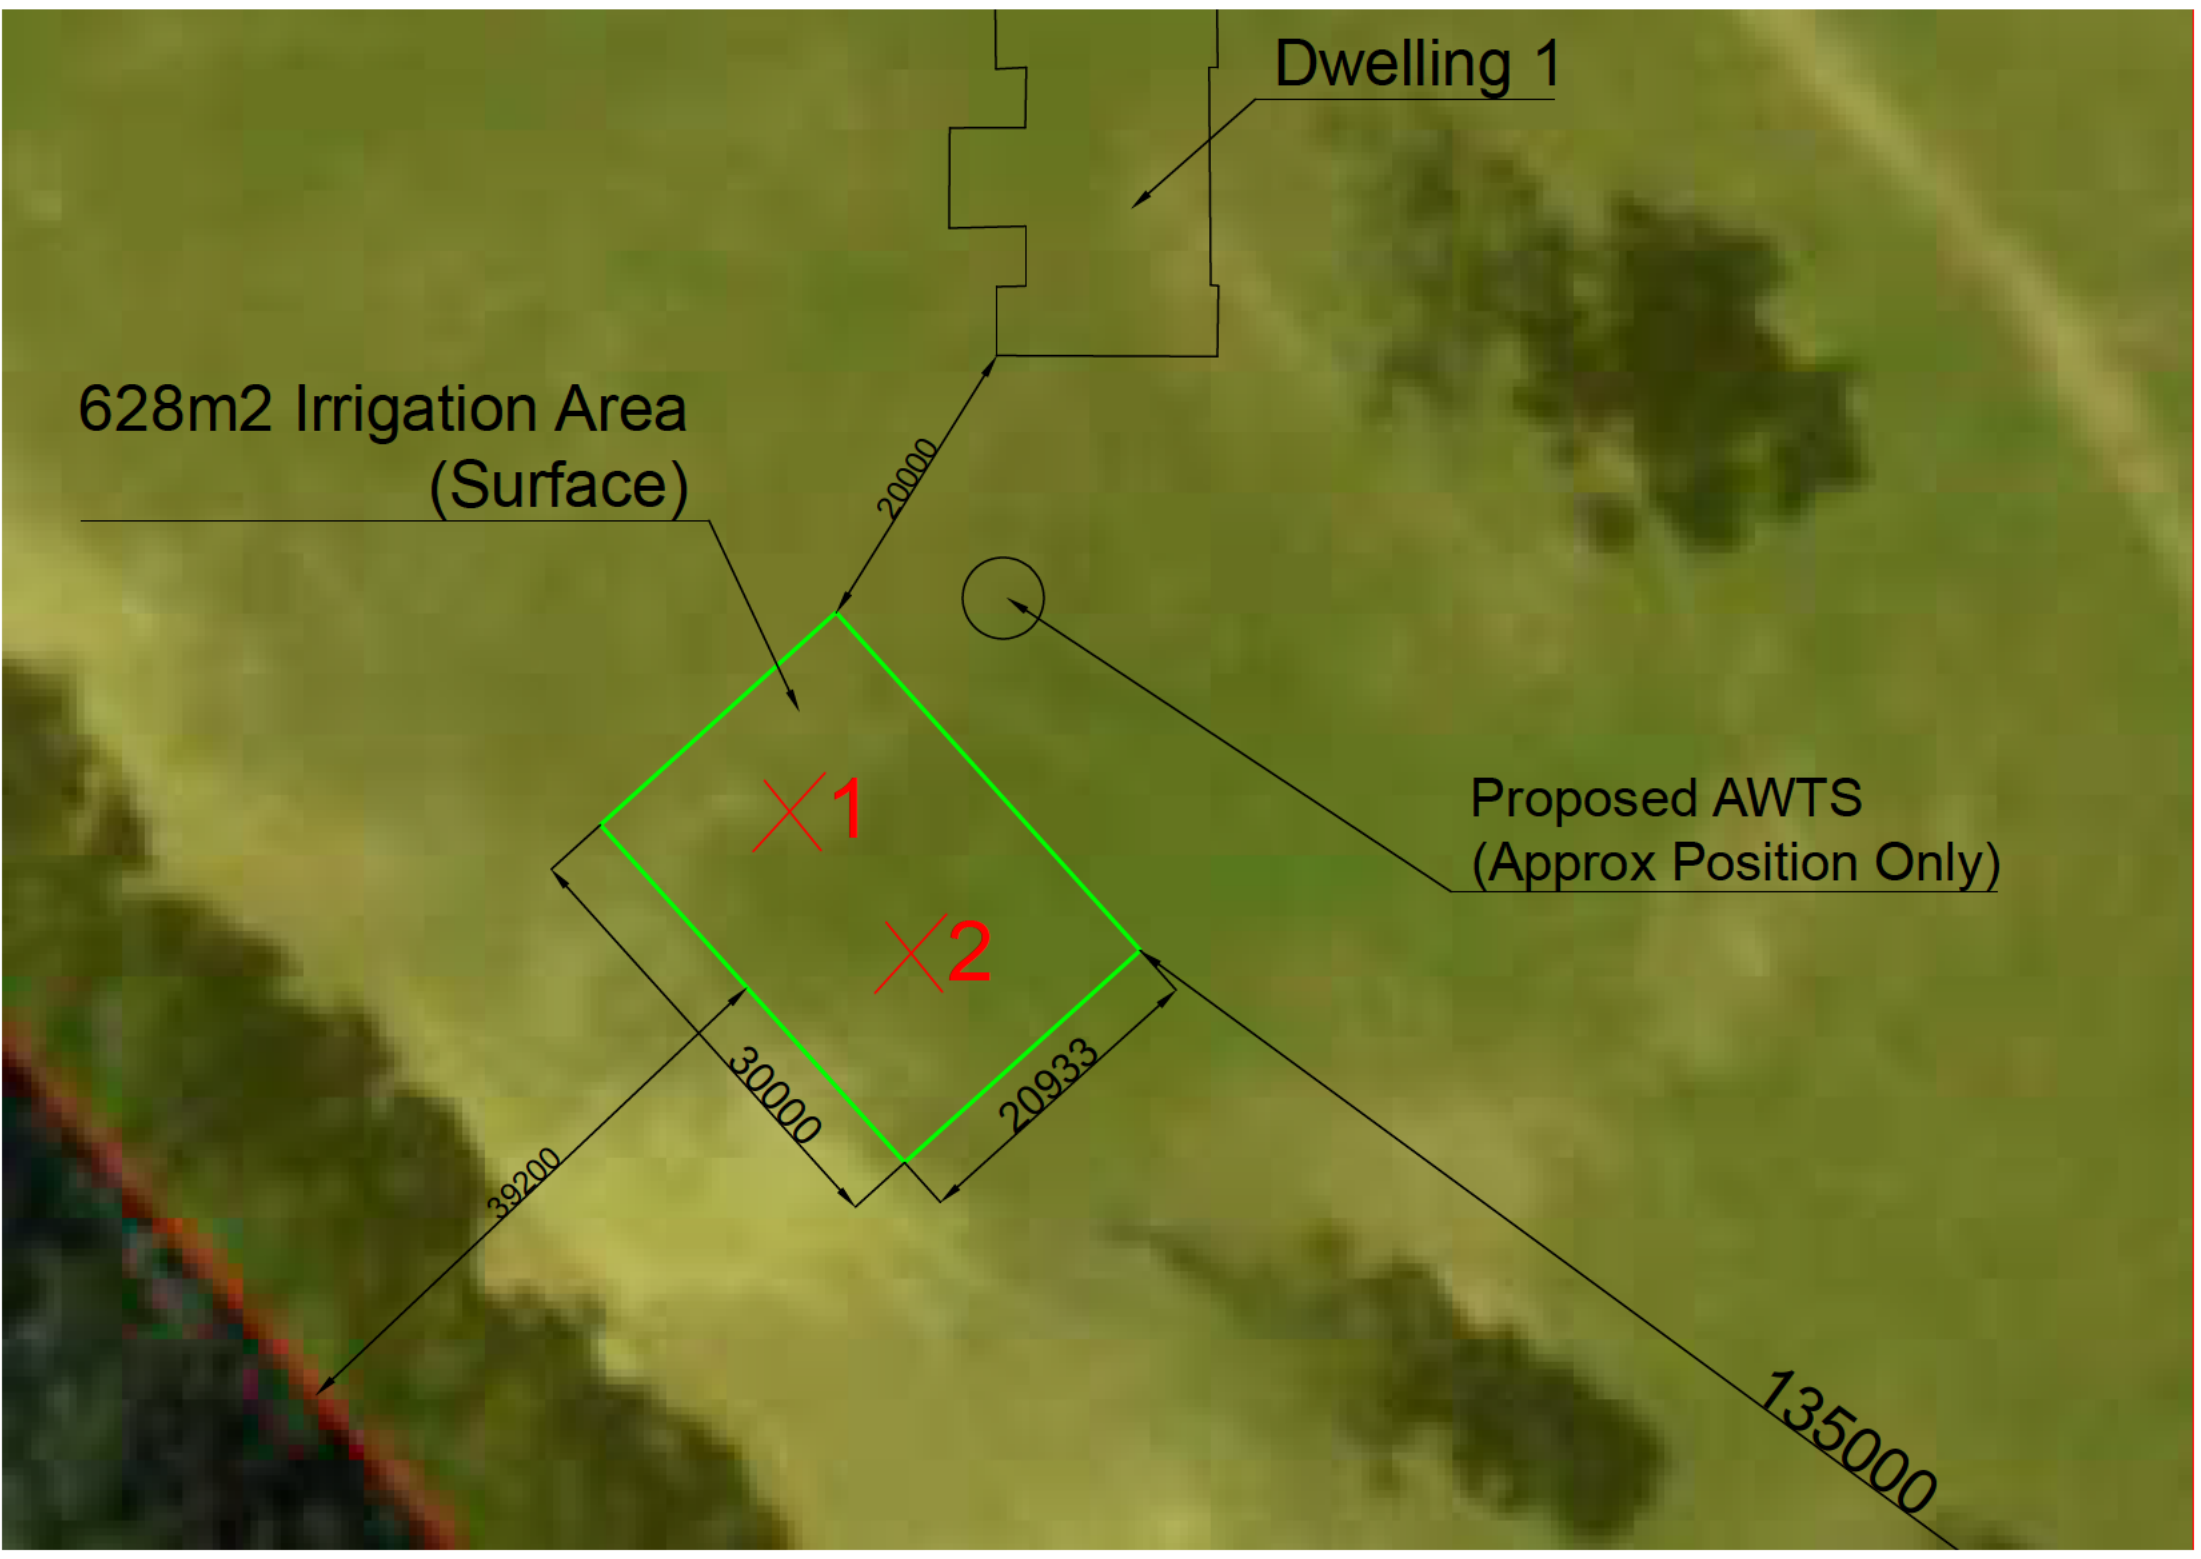 Dwelling 1
628m2 Irrigation Area
(Surface)
20000
1
Proposed AWTS
(Approx Position Only)
2
30000
20933
39200
135000